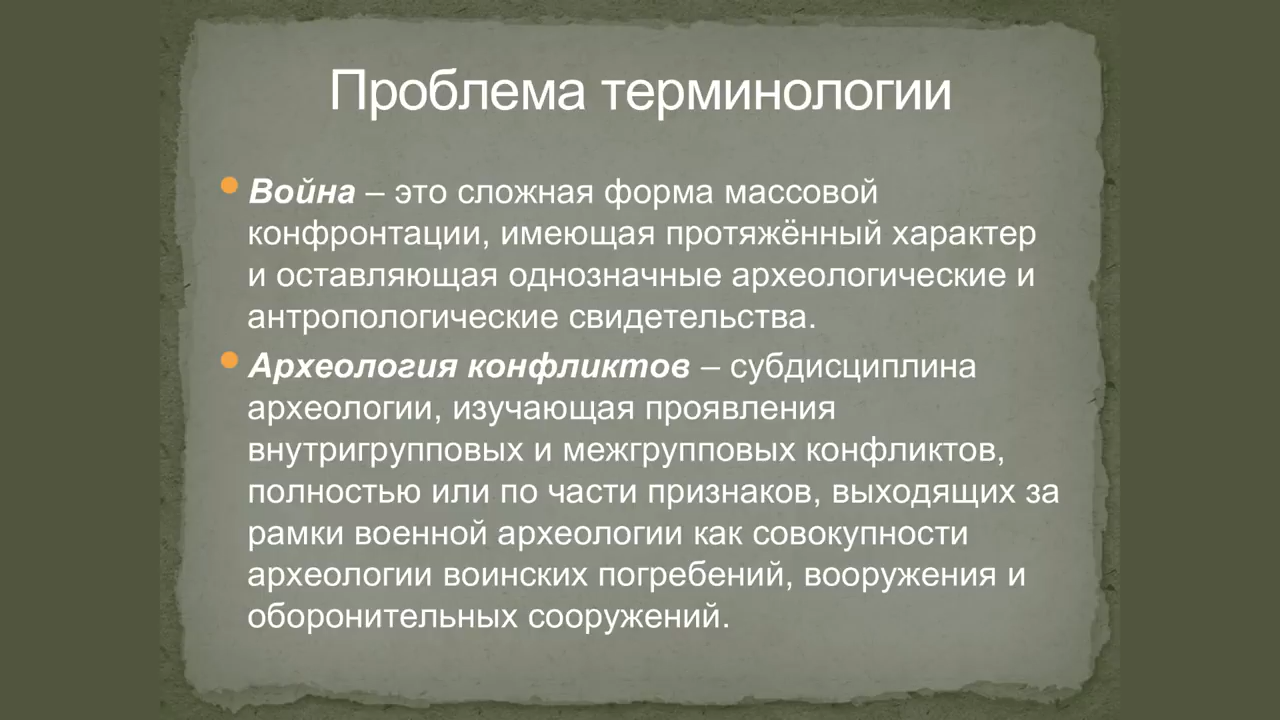 Проблема терминологии
Война – это сложная форма массовой
конфронтации, имеющая протяжённый характер
и оставляющая однозначные археологические и
антропологические свидетельства.
Археология конфликтов – субдисциплина
археологии, изучающая проявления
внутригрупповых и межгрупповых конфликтов,
полностью или по части признаков, выходящих за
рамки военной археологии как совокупности
археологии воинских погребений, вооружения и
оборонительных сооружений.